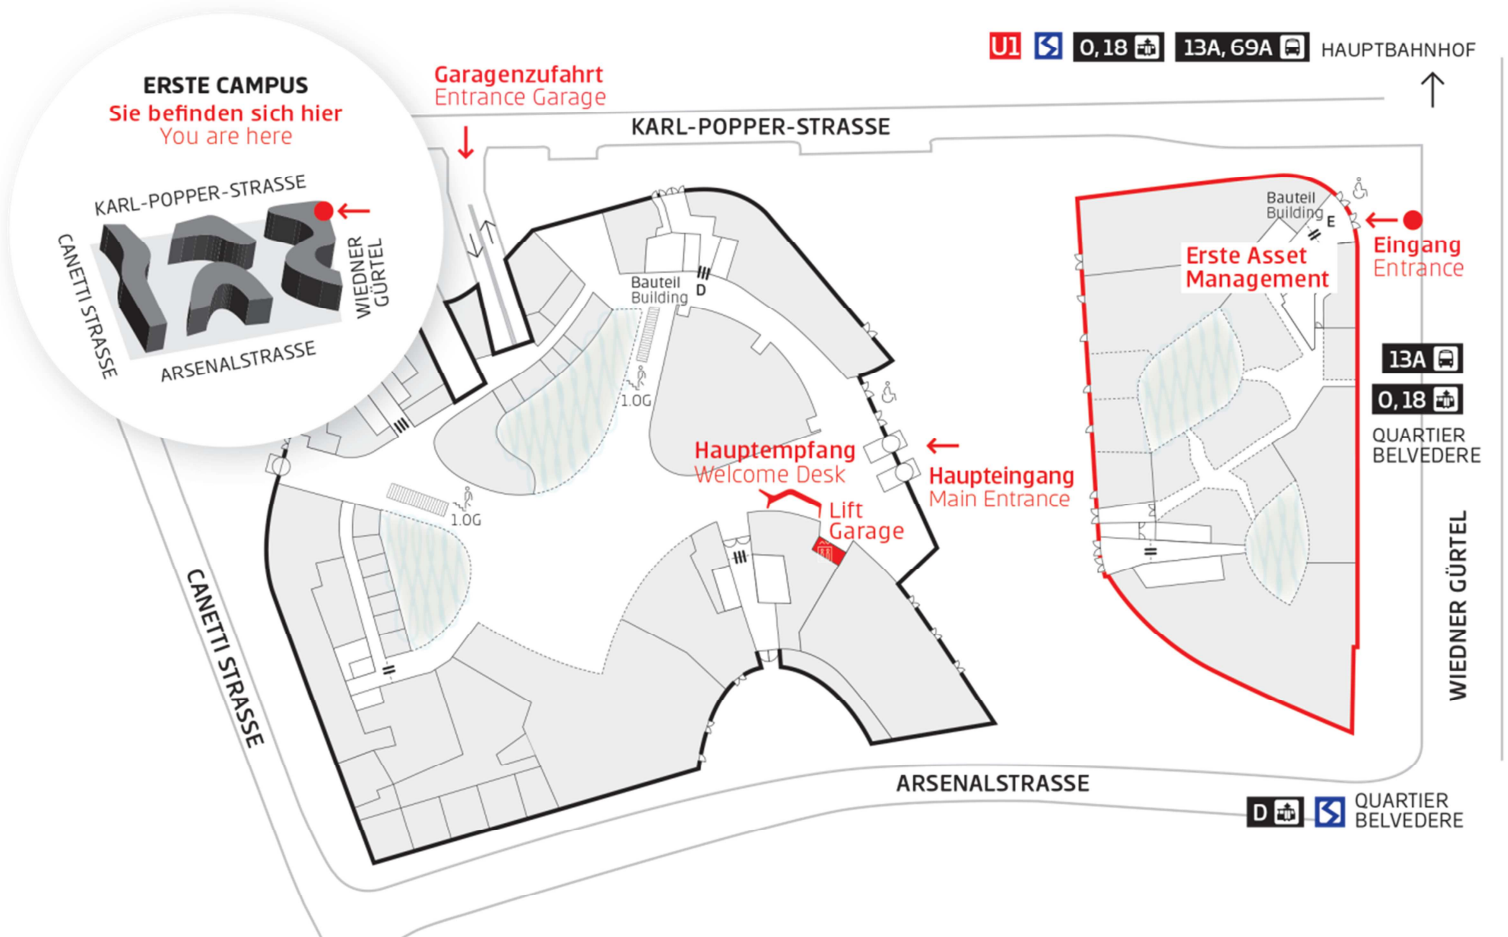 ERSTE CAMPUS
Sie befinden sich hier
You are here
KARL-POPPER-STRASSE
CANETTI STRASSE
WIEDNER
GÜRTEL
ARSENALSTRASSE
Garagenzufahrt
Entrance Garage
U1
0, 18
13A, 69A
HAUPTBAHNHOF
KARL-POPPER-STRASSE
Bauteil
Building
D
1.OG
1.OG
Hauptempfang
Welcome Desk
Lift
Garage
Haupteingang
Main Entrance
Bauteil
Building
E
Erste Asset
Management
Eingang
Entrance
13A
0, 18
QUARTIER
BELVEDERE
WIEDNER GÜRTEL
CANETTI STRASSE
ARSENALSTRASSE
D
QUARTIER
BELVEDERE